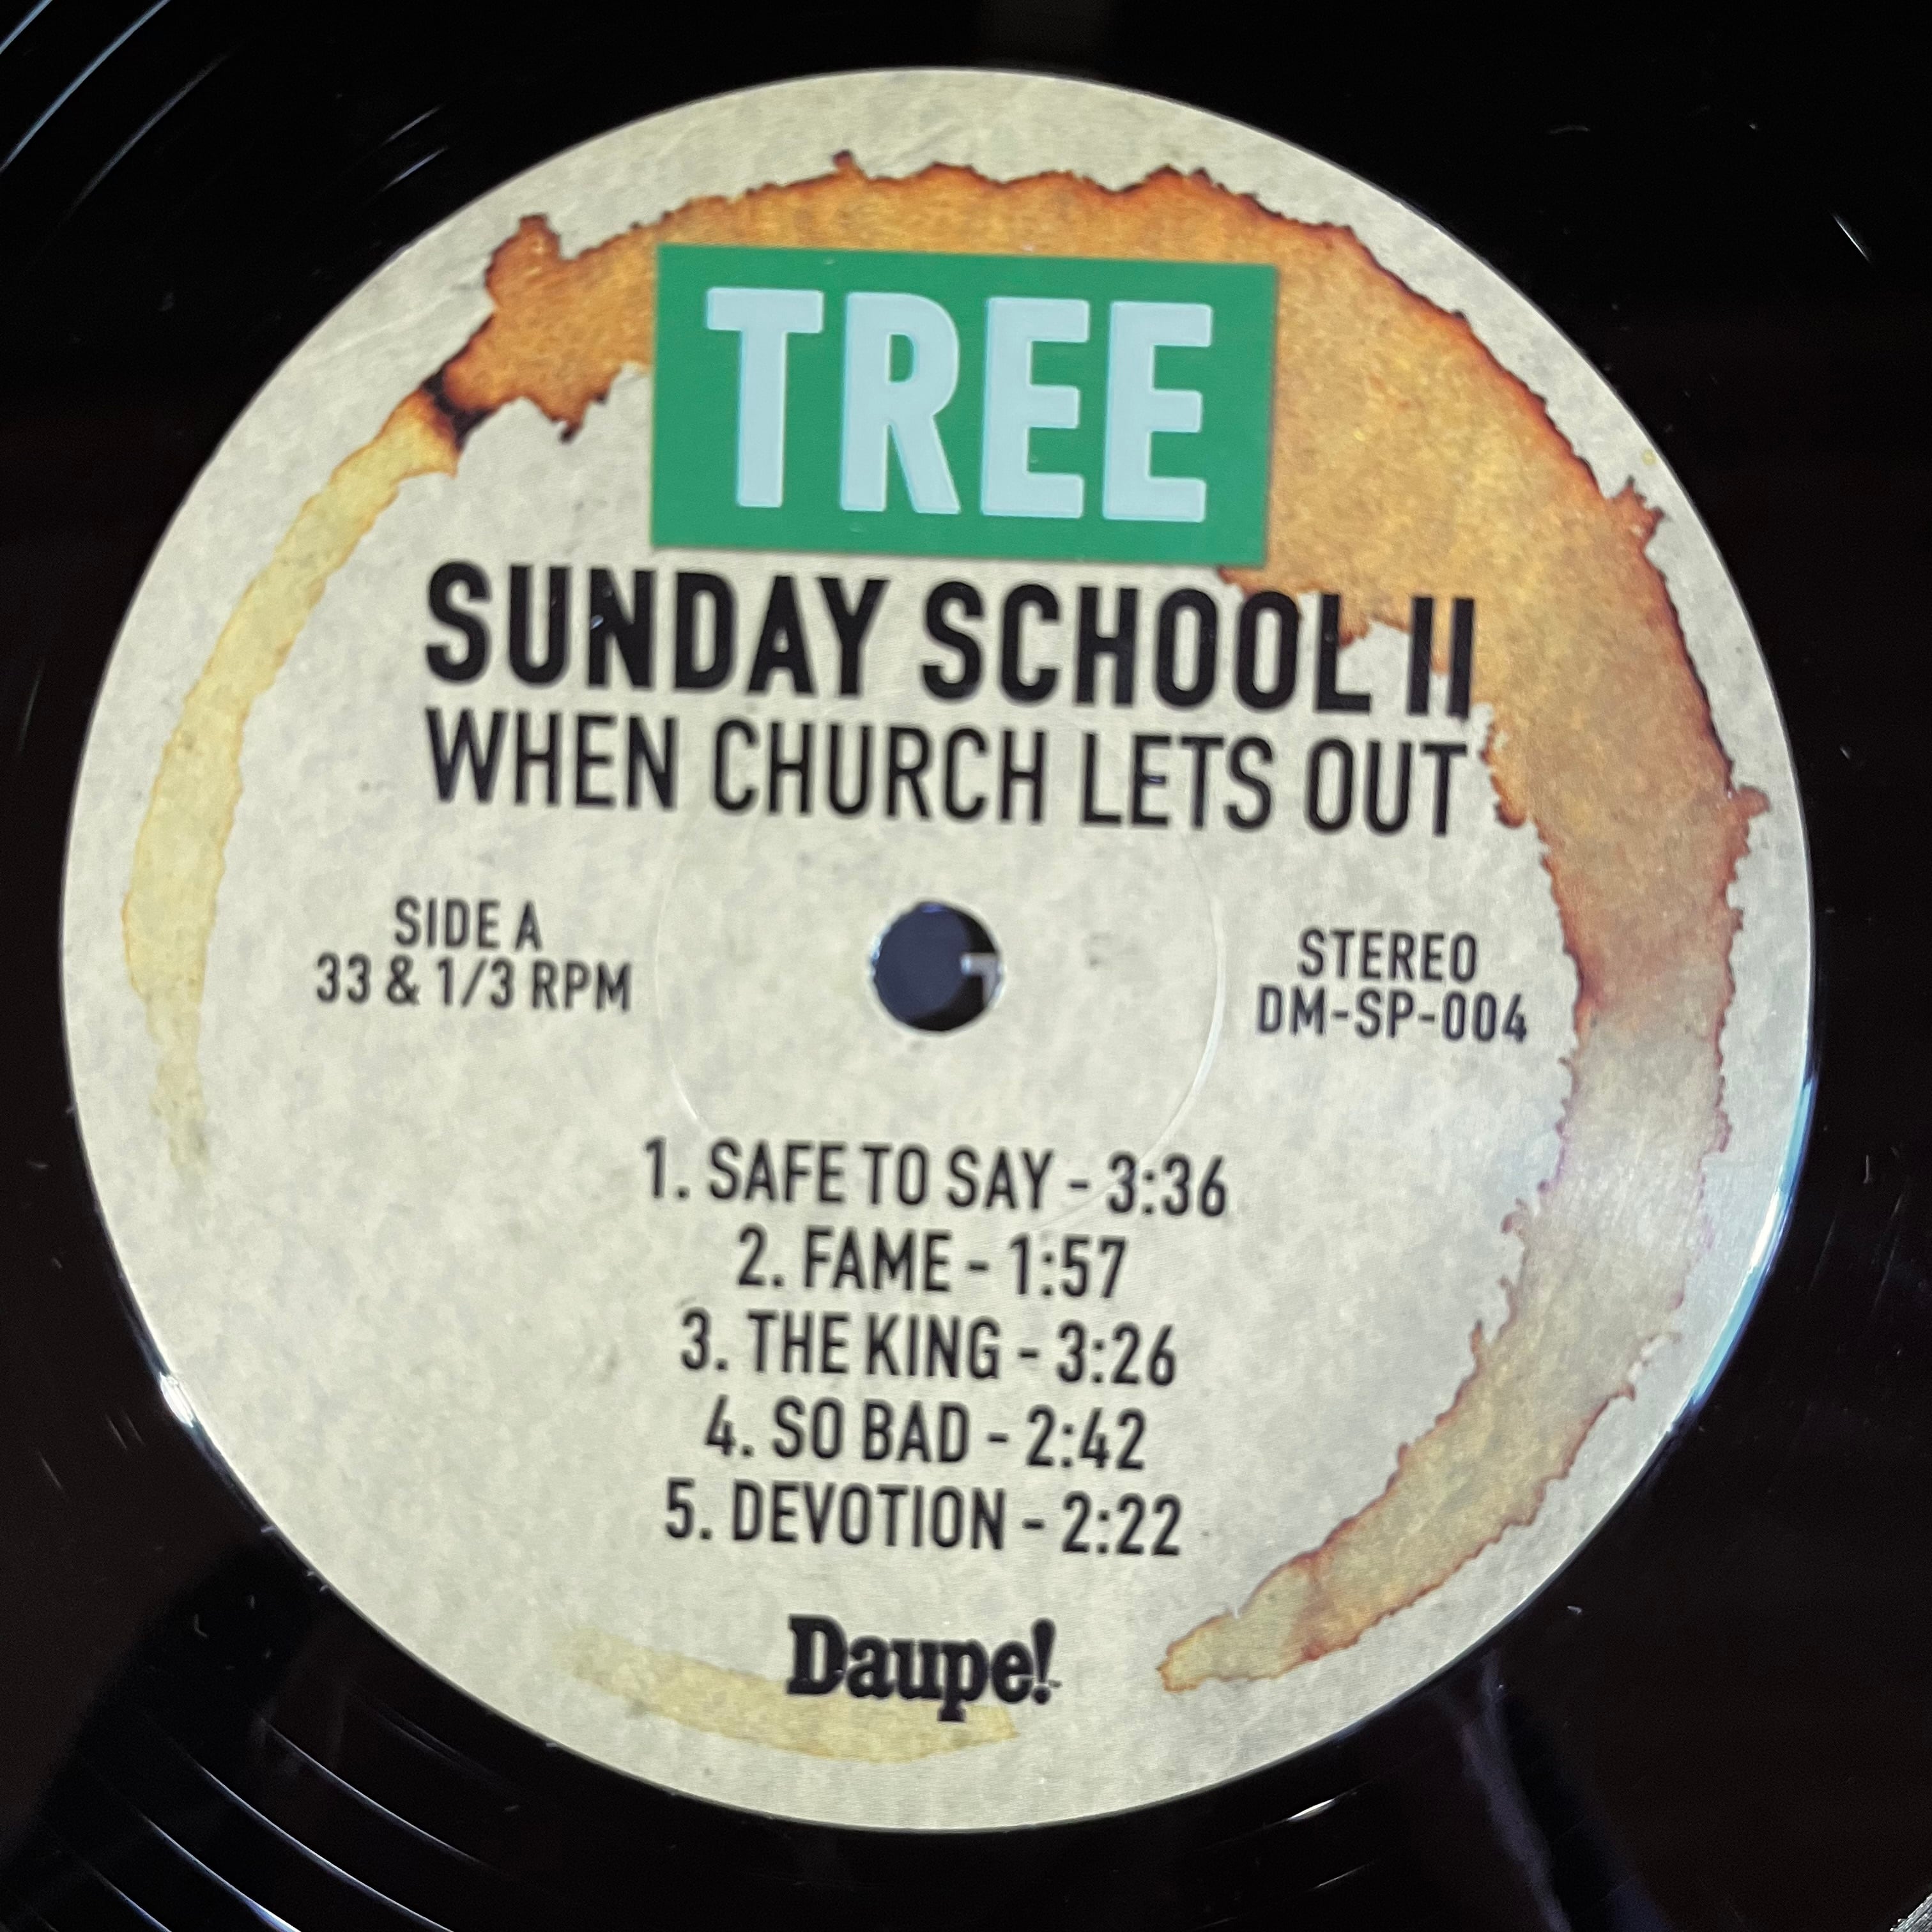 TREE
SUNDAY SCHOOL II
WHEN CHURCH LETS OUT
SIDE A
33 & 1/3 RPM
STEREO
DM-SP-004
1. SAFE TO SAY - 3:36
2. FAME - 1:57
3. THE KING - 3:26
4. SO BAD - 2:42
5. DEVOTION - 2:22
Daupe!